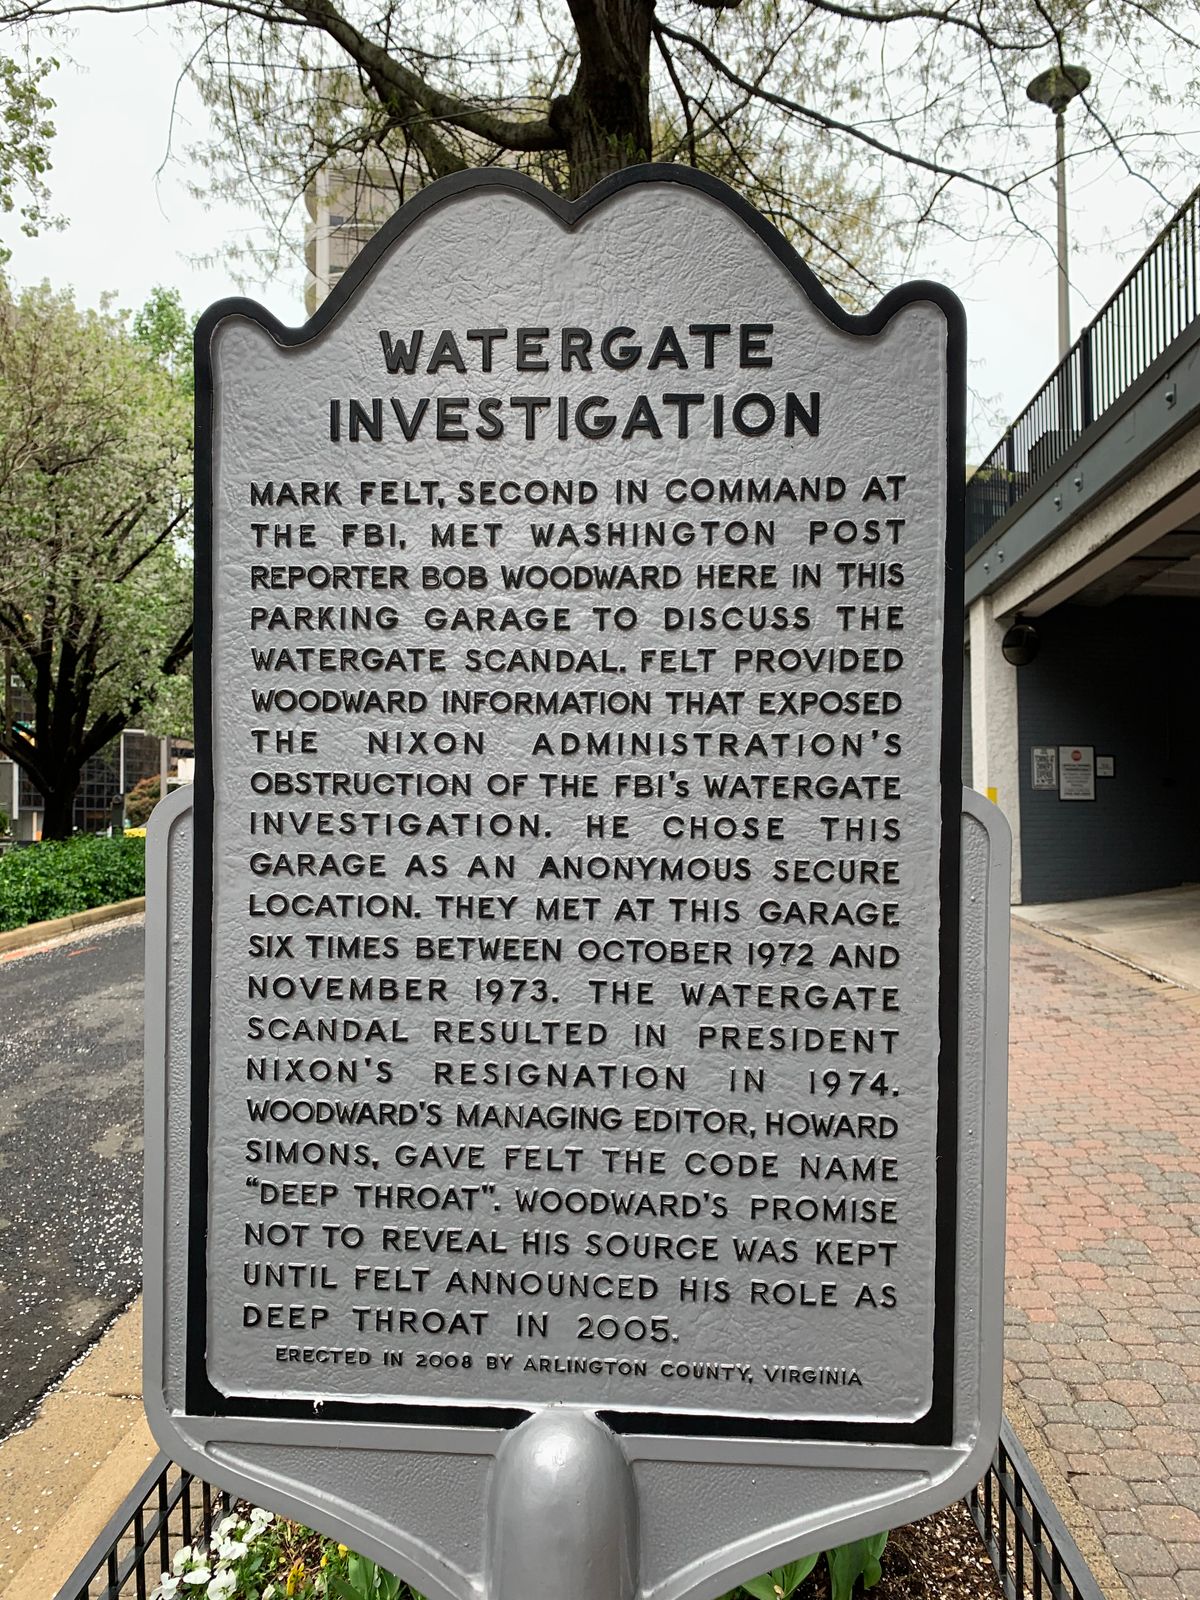 WATERGATE
INVESTIGATION
MARK FELT, SECOND IN COMMAND AT
THE FBI, MET WASHINGTON POST
REPORTER BOB WOODWARD HERE IN THIS
PARKING GARAGE TO DISCUSS THE
WATERGATE SCANDAL. FELT PROVIDED
WOODWARD INFORMATION THAT EXPOSED
THE NIXON ADMINISTRATION'S
OBSTRUCTION OF THE FBI's WATERGATE
INVESTIGATION. HE CHOSE THIS
GARAGE AS AN ANONYMOUS SECURE
LOCATION. THEY MET AT THIS GARAGE
SIX TIMES BETWEEN OCTOBER 1972 AND
NOVEMBER 1973. THE WATERGATE
SCANDAL RESULTED IN PRESIDENT
NIXON'S RESIGNATION IN 1974.
WOODWARD'S MANAGING EDITOR, HOWARD
SIMONS, GAVE FELT THE CODE NAME
"DEEP THROAT". WOODWARD'S PROMISE
NOT TO REVEAL HIS SOURCE WAS KEPT
UNTIL FELT ANNOUNCED HIS ROLE AS
DEEP THROAT IN 2005.
ERECTED IN 2008 BY ARLINGTON COUNTY, VIRGINIA